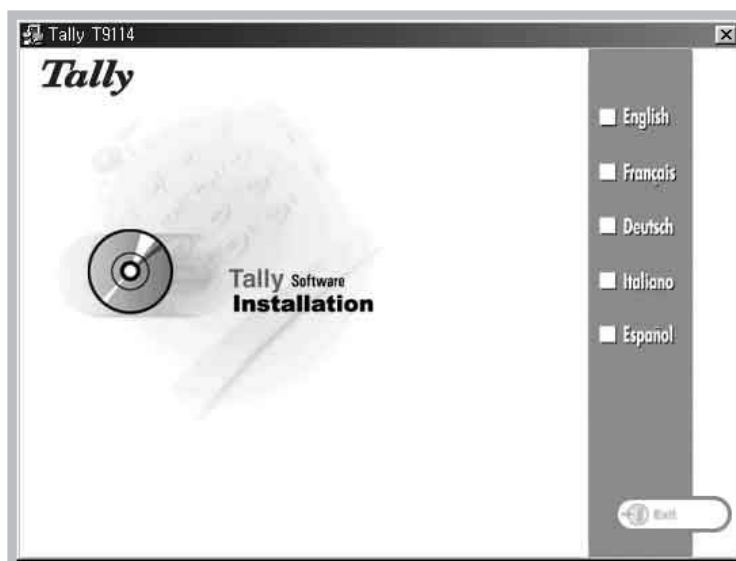 Tally T9114
Tally
English
Français
Deutsch
Tally Software
Installation
Italiano
Español
Exit